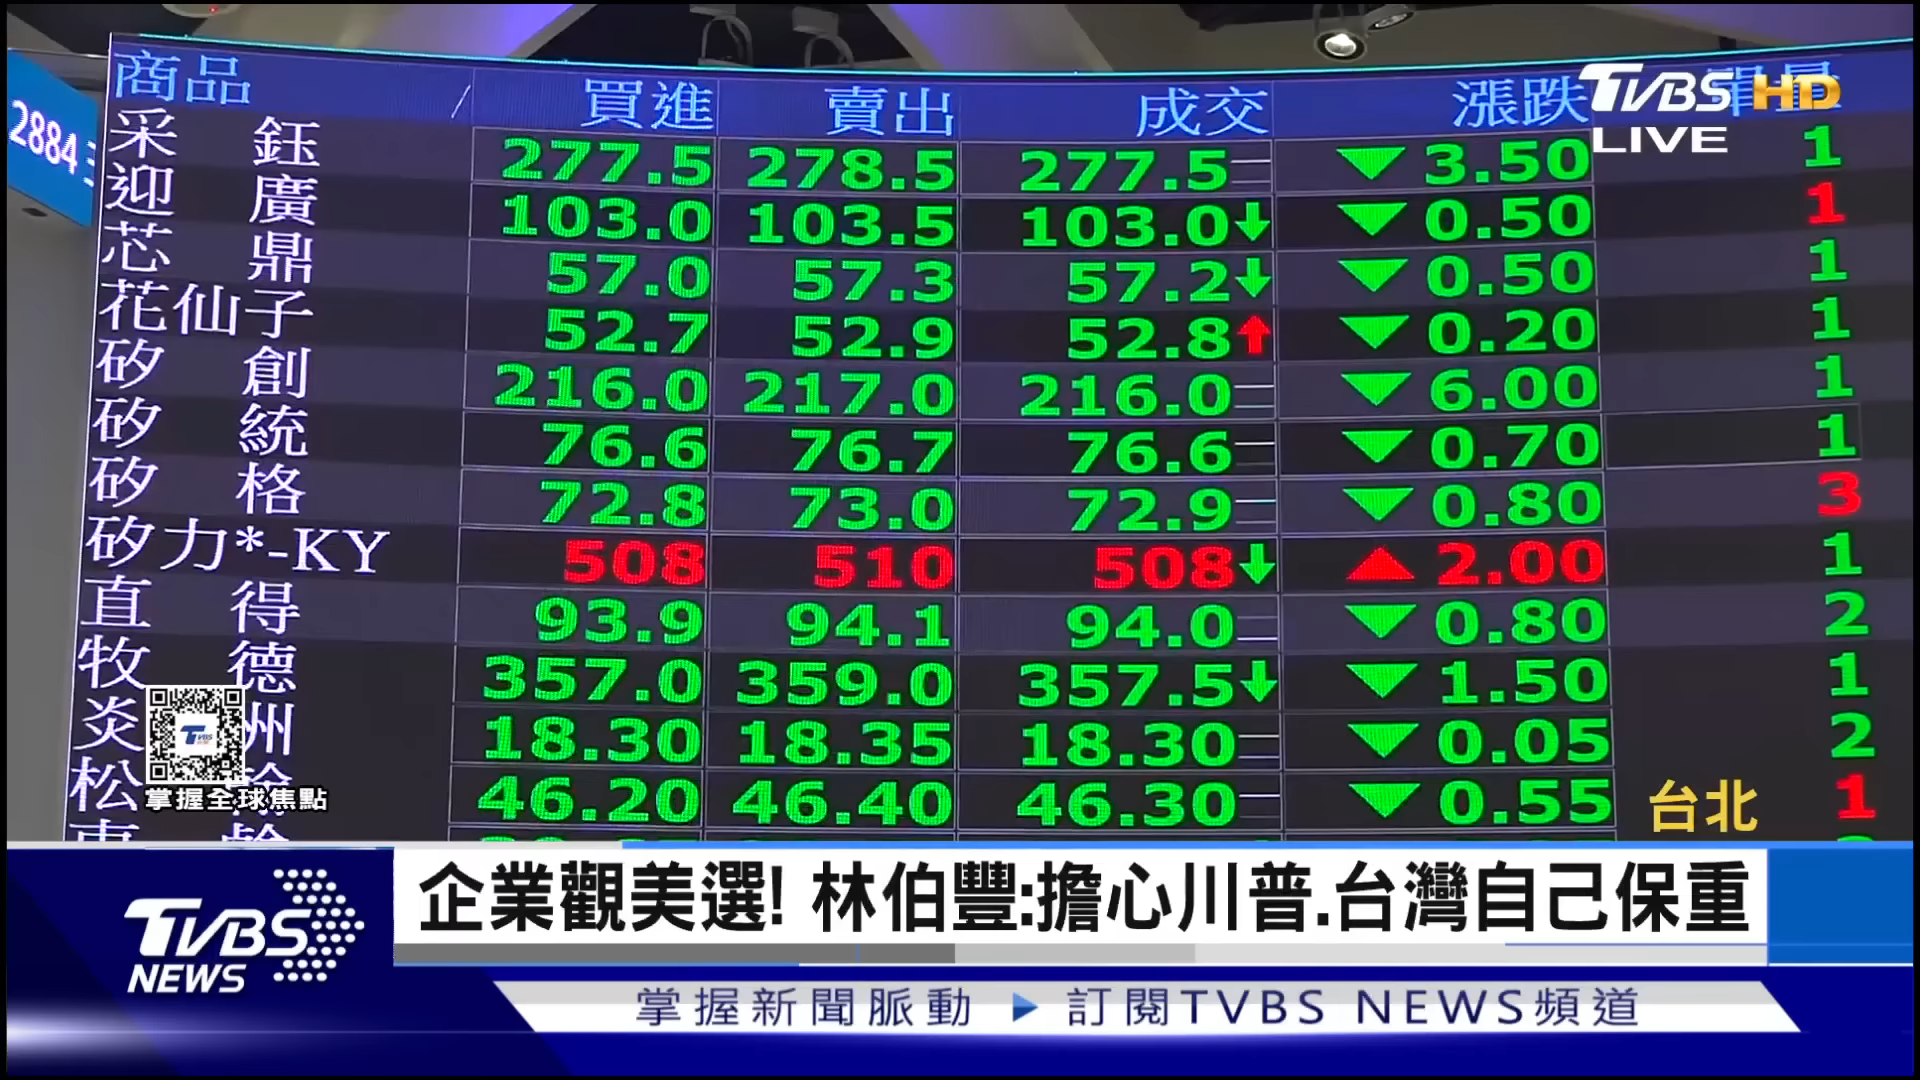 商品 / 買進 賣出 成交 漲跌 單量
TVBS HD
LIVE
2884
采鈺 277.5 278.5 277.5 ▼ 3.50 1
迎廣 103.0 103.5 103.0↓ ▼ 0.50 1
芯鼎 57.0 57.3 57.2↓ ▼ 0.50 1
花仙子 52.7 52.9 52.8↑ ▼ 0.20 1
矽創 216.0 217.0 216.0 ▼ 6.00 1
矽統 76.6 76.7 76.6 ▼ 0.70 1
矽格 72.8 73.0 72.9 ▼ 0.80 3
矽力*-KY 508 510 508↓ ▲ 2.00 1
直得 93.9 94.1 94.0 ▼ 0.80 2
牧德 357.0 359.0 357.5↓ ▼ 1.50 1
炎洲 18.30 18.35 18.30 ▼ 0.05 2
松 46.20 46.40 46.30 ▼ 0.55 1
TVBS
掌握全球焦點
台北
企業觀美選! 林伯豐:擔心川普.台灣自己保重
TVBS NEWS
掌握新聞脈動 ▶ 訂閱TVBS NEWS頻道